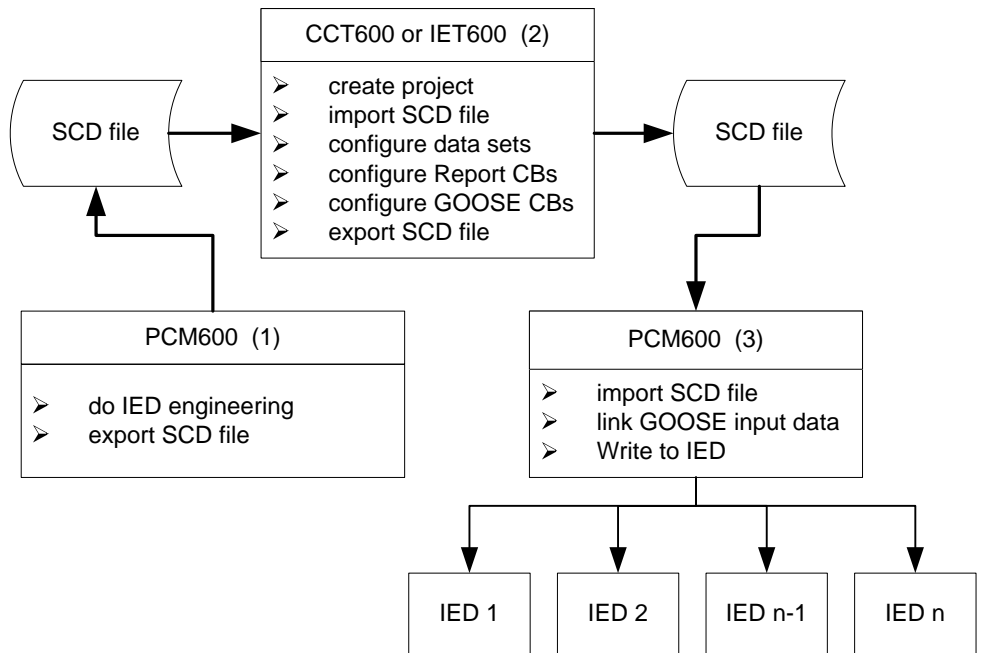 CCT600 or IET600 (2)
➢ create project
➢ import SCD file
➢ configure data sets
➢ configure Report CBs
➢ configure GOOSE CBs
➢ export SCD file
SCD file
SCD file
PCM600 (1)
➢ do IED engineering
➢ export SCD file
PCM600 (3)
➢ import SCD file
➢ link GOOSE input data
➢ Write to IED
IED 1
IED 2
IED n-1
IED n